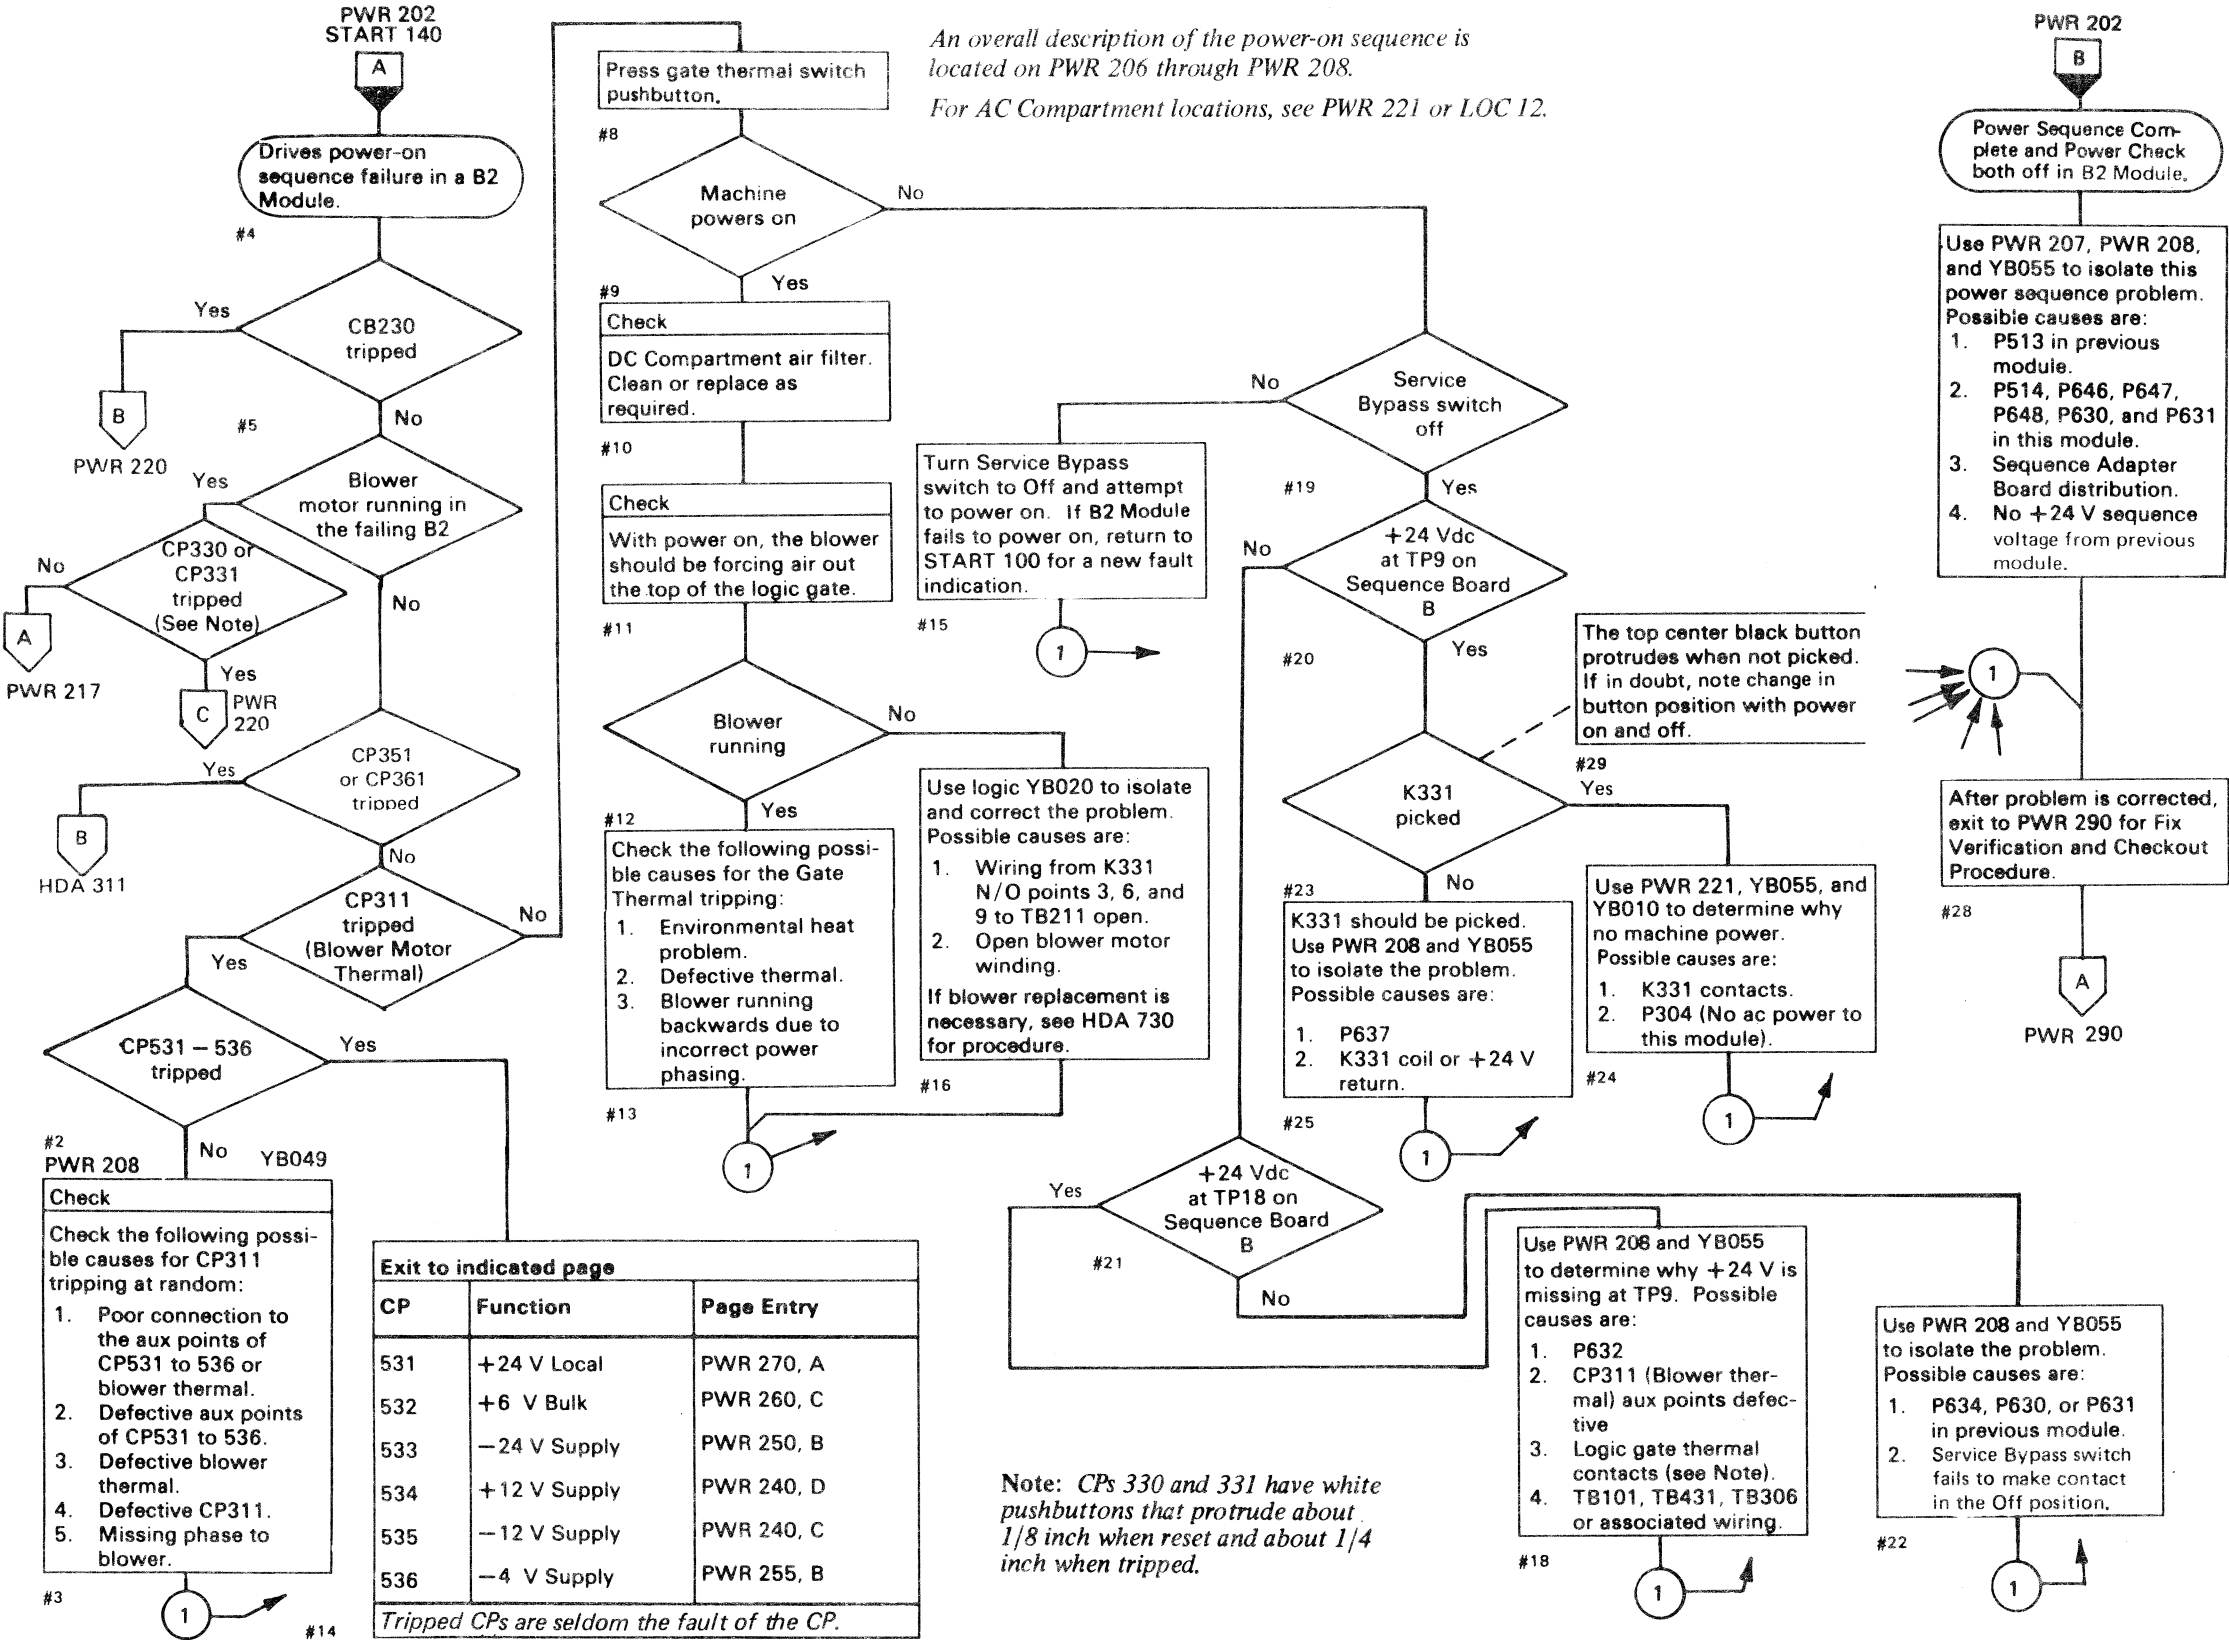 PWR 202
START 140
A
Drives power-on
sequence failure in a B2
Module.
#4
CB230
tripped
Yes
B
PWR 220
No
#5
Blower
motor running in
the failing B2
Yes
CP330 or
CP331
tripped
(See Note)
No
A
PWR 217
Yes
C
PWR
220
No
CP351
or CP361
tripped
Yes
B
HDA 311
No
CP311
tripped
(Blower Motor
Thermal)
No
Yes
CP531 – 536
tripped
Yes
No
#2
PWR 208
YB049
Check
Check the following possi-
ble causes for CP311
tripping at random:
1. Poor connection to
the aux points of
CP531 to 536 or
blower thermal.
2. Defective aux points
of CP531 to 536.
3. Defective blower
thermal.
4. Defective CP311.
5. Missing phase to
blower.
#3
1
#14
Exit to indicated page
CP Function Page Entry
531 +24 V Local PWR 270, A
532 +6 V Bulk PWR 260, C
533 −24 V Supply PWR 250, B
534 +12 V Supply PWR 240, D
535 −12 V Supply PWR 240, C
536 −4 V Supply PWR 255, B
Tripped CPs are seldom the fault of the CP.
Press gate thermal switch
pushbutton.
#8
Machine
powers on
No
Yes
#9
Check
DC Compartment air filter.
Clean or replace as
required.
#10
Check
With power on, the blower
should be forcing air out
the top of the logic gate.
#11
Blower
running
No
Yes
#12
Check the following possi-
ble causes for the Gate
Thermal tripping:
1. Environmental heat
problem.
2. Defective thermal.
3. Blower running
backwards due to
incorrect power
phasing.
#13
1
Use logic YB020 to isolate
and correct the problem.
Possible causes are:
1. Wiring from K331
N/O points 3, 6, and
9 to TB211 open.
2. Open blower motor
winding.
If blower replacement is
necessary, see HDA 730
for procedure.
#16
An overall description of the power-on sequence is
located on PWR 206 through PWR 208.
For AC Compartment locations, see PWR 221 or LOC 12.
Service
Bypass switch
off
No
Turn Service Bypass
switch to Off and attempt
to power on. If B2 Module
fails to power on, return to
START 100 for a new fault
indication.
#15
1
#19
Yes
+24 Vdc
at TP9 on
Sequence Board
B
No
#20
Yes
The top center black button
protrudes when not picked.
If in doubt, note change in
button position with power
on and off.
#29
K331
picked
Yes
#23
No
K331 should be picked.
Use PWR 208 and YB055
to isolate the problem.
Possible causes are:
1. P637
2. K331 coil or +24 V
return.
#25
1
Use PWR 221, YB055, and
YB010 to determine why
no machine power.
Possible causes are:
1. K331 contacts.
2. P304 (No ac power to
this module).
#24
1
+24 Vdc
at TP18 on
Sequence Board
B
Yes
#21
No
Use PWR 208 and YB055
to determine why +24 V is
missing at TP9. Possible
causes are:
1. P632
2. CP311 (Blower ther-
mal) aux points defec-
tive
3. Logic gate thermal
contacts (see Note).
4. TB101, TB431, TB306
or associated wiring.
#18
1
Use PWR 208 and YB055
to isolate the problem.
Possible causes are:
1. P634, P630, or P631
in previous module.
2. Service Bypass switch
fails to make contact
in the Off position.
#22
1
Note: CPs 330 and 331 have white
pushbuttons that protrude about
1/8 inch when reset and about 1/4
inch when tripped.
PWR 202
B
Power Sequence Com-
plete and Power Check
both off in B2 Module.
Use PWR 207, PWR 208,
and YB055 to isolate this
power sequence problem.
Possible causes are:
1. P513 in previous
module.
2. P514, P646, P647,
P648, P630, and P631
in this module.
3. Sequence Adapter
Board distribution.
4. No +24 V sequence
voltage from previous
module.
1
After problem is corrected,
exit to PWR 290 for Fix
Verification and Checkout
Procedure.
#28
A
PWR 290